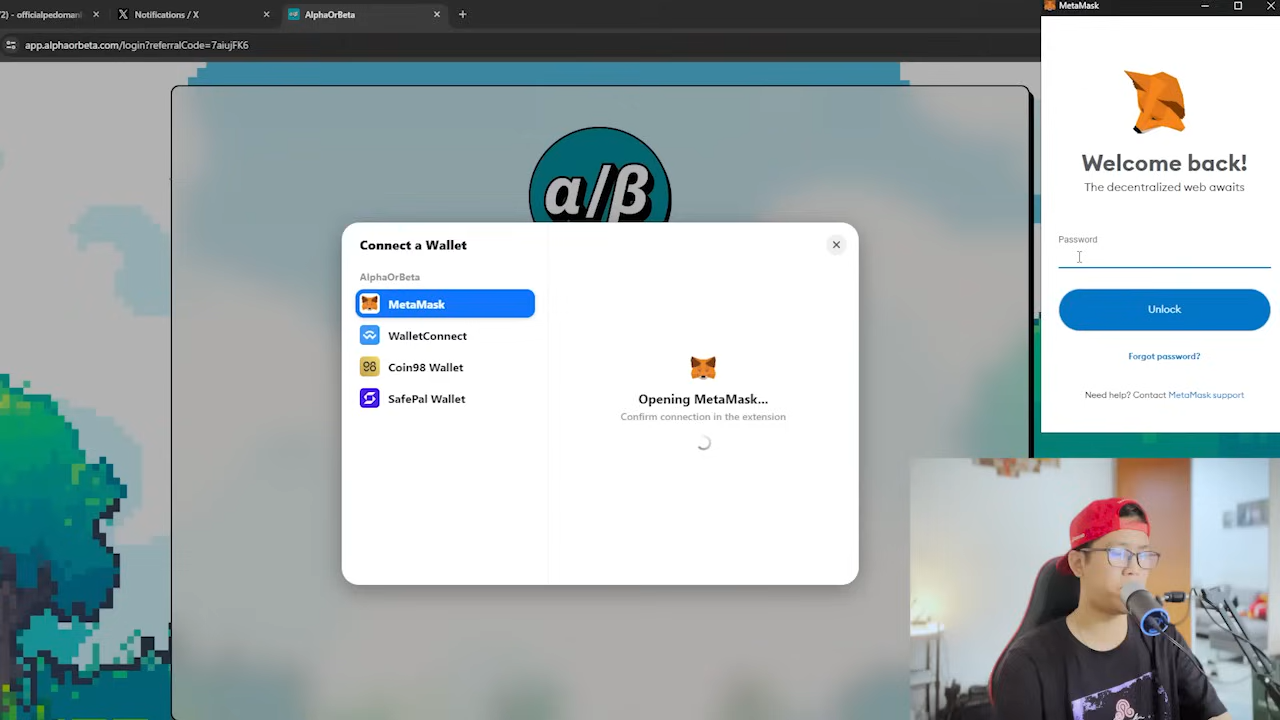 /2) - officialpedoman
Notifications / X
AlphaOrBeta
app.alphaorbeta.com/login?referralCode=7aiujFK6
α/β
Connect a Wallet
AlphaOrBeta
MetaMask
WalletConnect
Coin98 Wallet
SafePal Wallet
Opening MetaMask...
Confirm connection in the extension
MetaMask
Welcome back!
The decentralized web awaits
Password
Unlock
Forgot password?
Need help? Contact MetaMask support